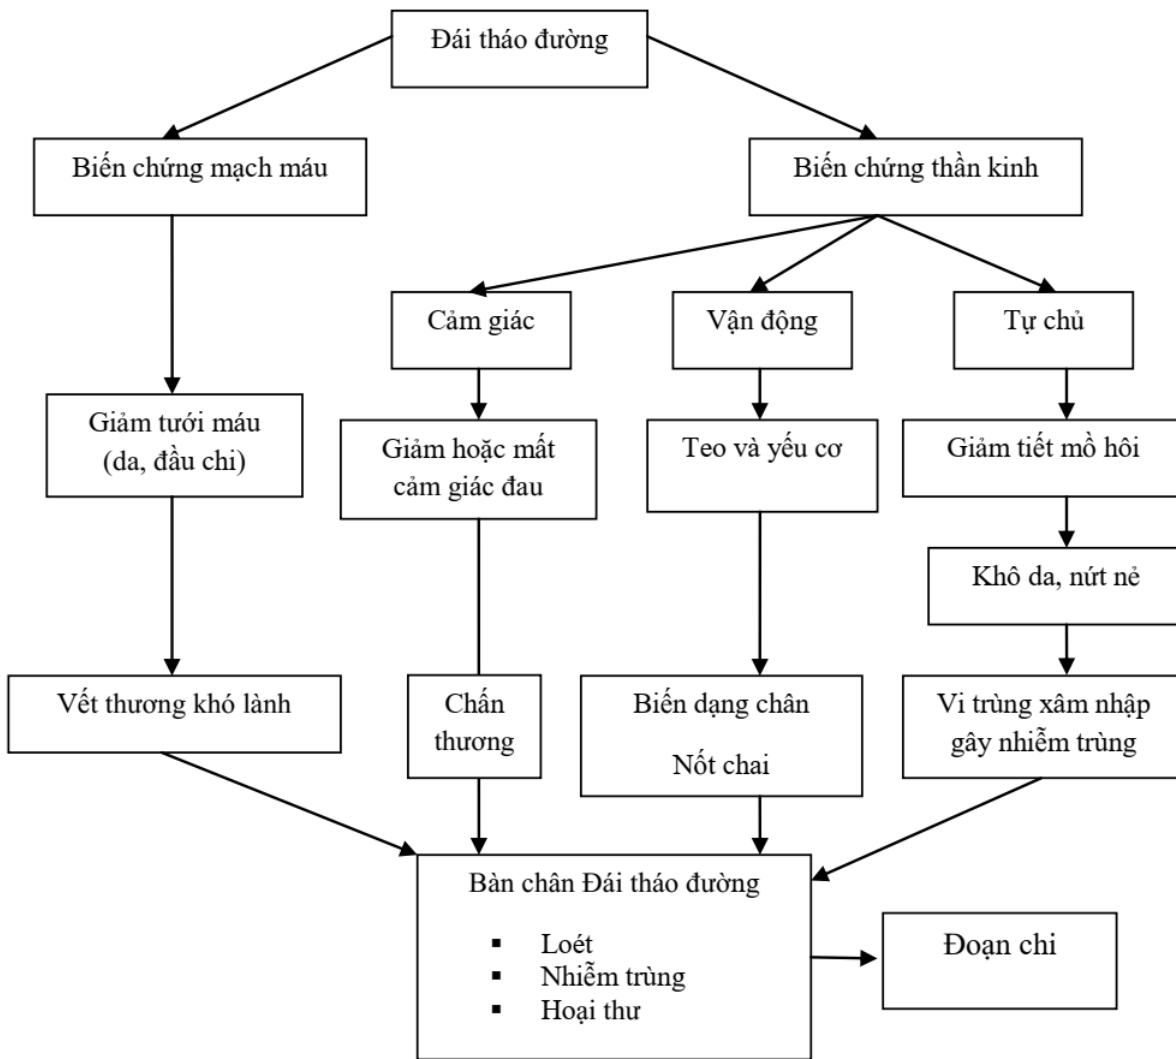 Đái tháo đường
Biến chứng mạch máu
Biến chứng thần kinh
Cảm giác
Vận động
Tự chủ
Giảm tưới máu
(da, đầu chi)
Giảm hoặc mất
cảm giác đau
Teo và yếu cơ
Giảm tiết mồ hôi
Khô da, nứt nẻ
Vết thương khó lành
Chấn
thương
Biến dạng chân
Nốt chai
Vi trùng xâm nhập
gây nhiễm trùng
Bàn chân Đái tháo đường
▪ Loét
▪ Nhiễm trùng
▪ Hoại thư
Đoạn chi